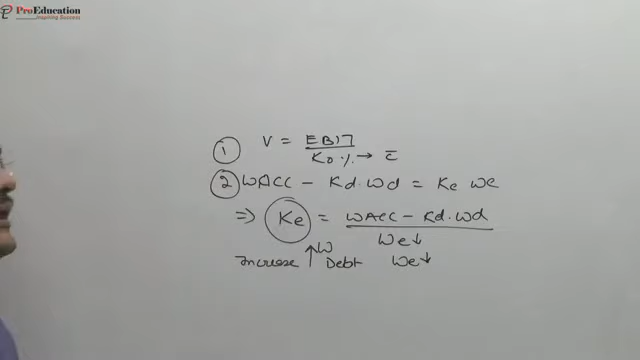 ProEducation
Inspiring Success
① V = EBIT
K0 % → c̅
② WACC - Kd.Wd = Ke We
⇒ Ke = WACC - Kd.Wd
We ↓
Increase ↑ W Debt We ↓